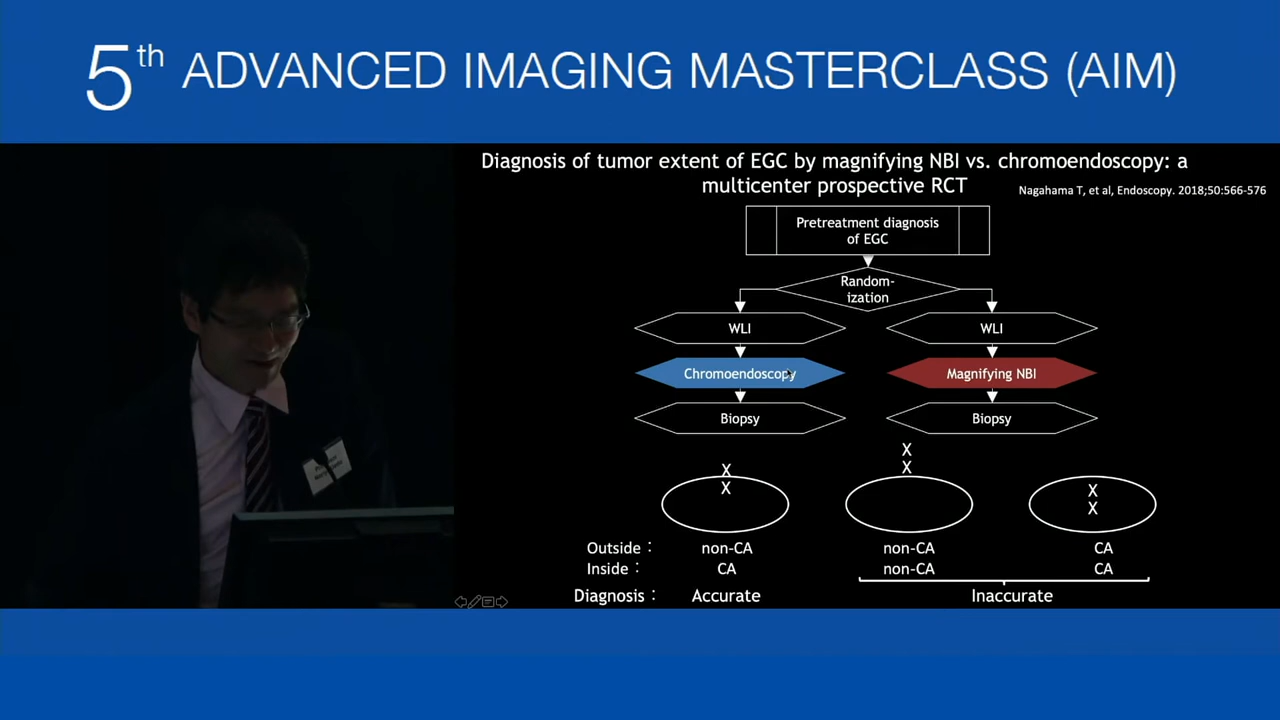 5th ADVANCED IMAGING MASTERCLASS (AIM)
Diagnosis of tumor extent of EGC by magnifying NBI vs. chromoendoscopy: a
multicenter prospective RCT
Nagahama T, et al, Endoscopy. 2018;50:566-576
Pretreatment diagnosis
of EGC
Random-
ization
WLI
WLI
Chromoendoscopy
Magnifying NBI
Biopsy
Biopsy
X
X
X
X
X
X
Outside： non-CA non-CA CA
Inside： CA non-CA CA
Diagnosis： Accurate Inaccurate